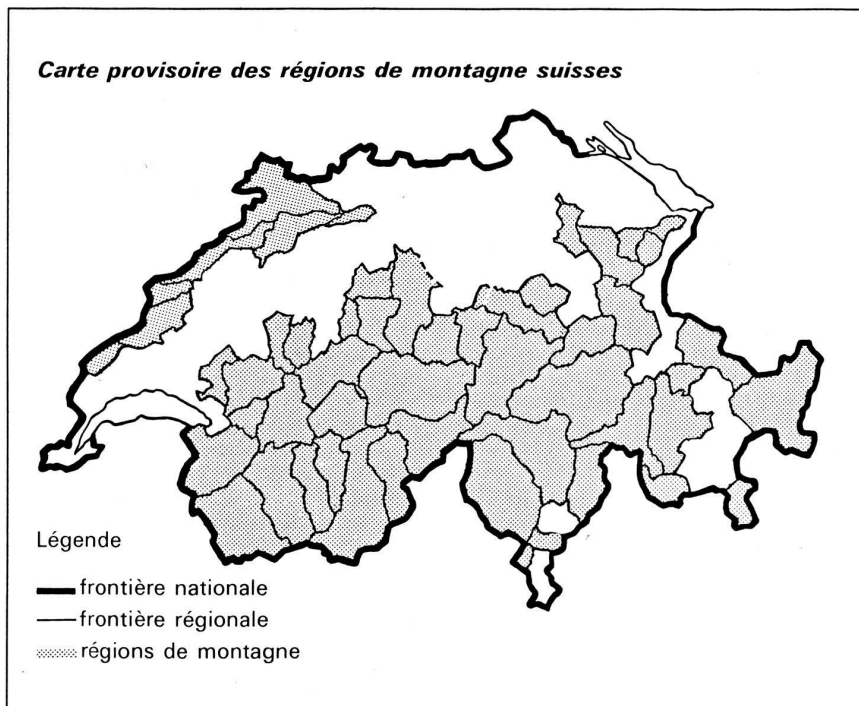 Carte provisoire des régions de montagne suisses
Légende
frontière nationale
frontière régionale
régions de montagne